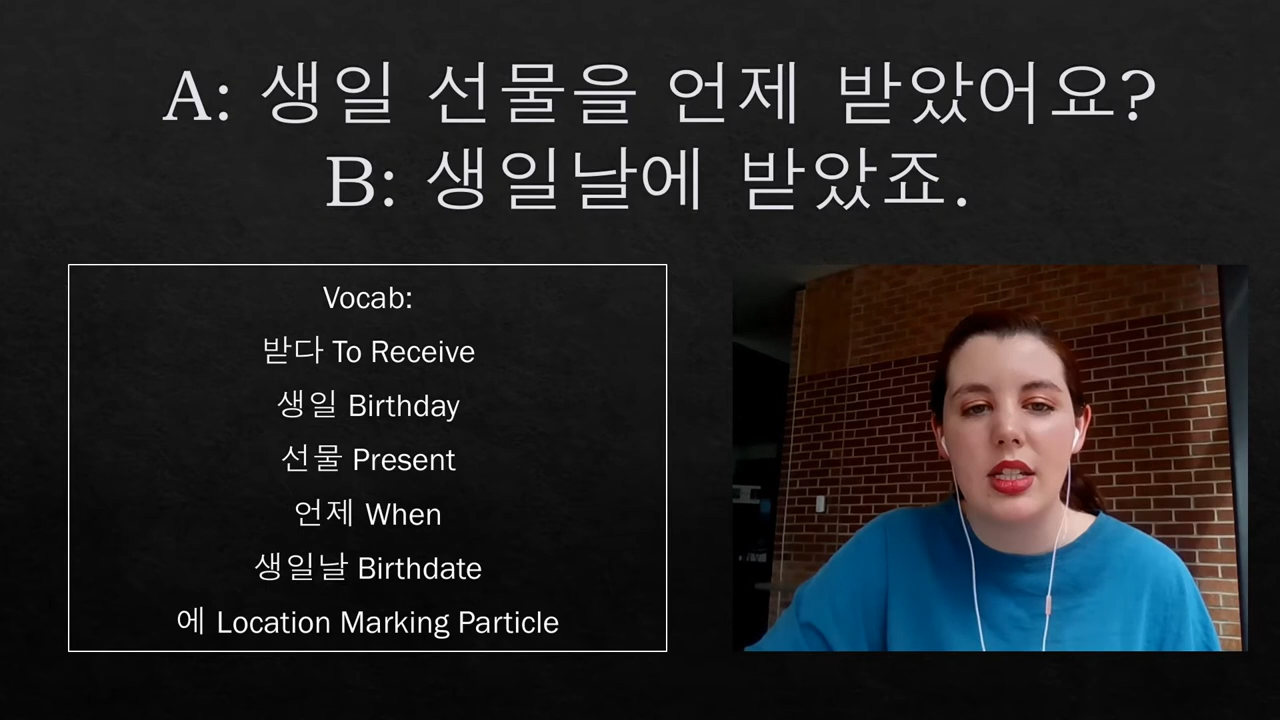 A: 생일 선물을 언제 받았어요?
B: 생일날에 받았죠.
Vocab:
받다 To Receive
생일 Birthday
선물 Present
언제 When
생일날 Birthdate
에 Location Marking Particle